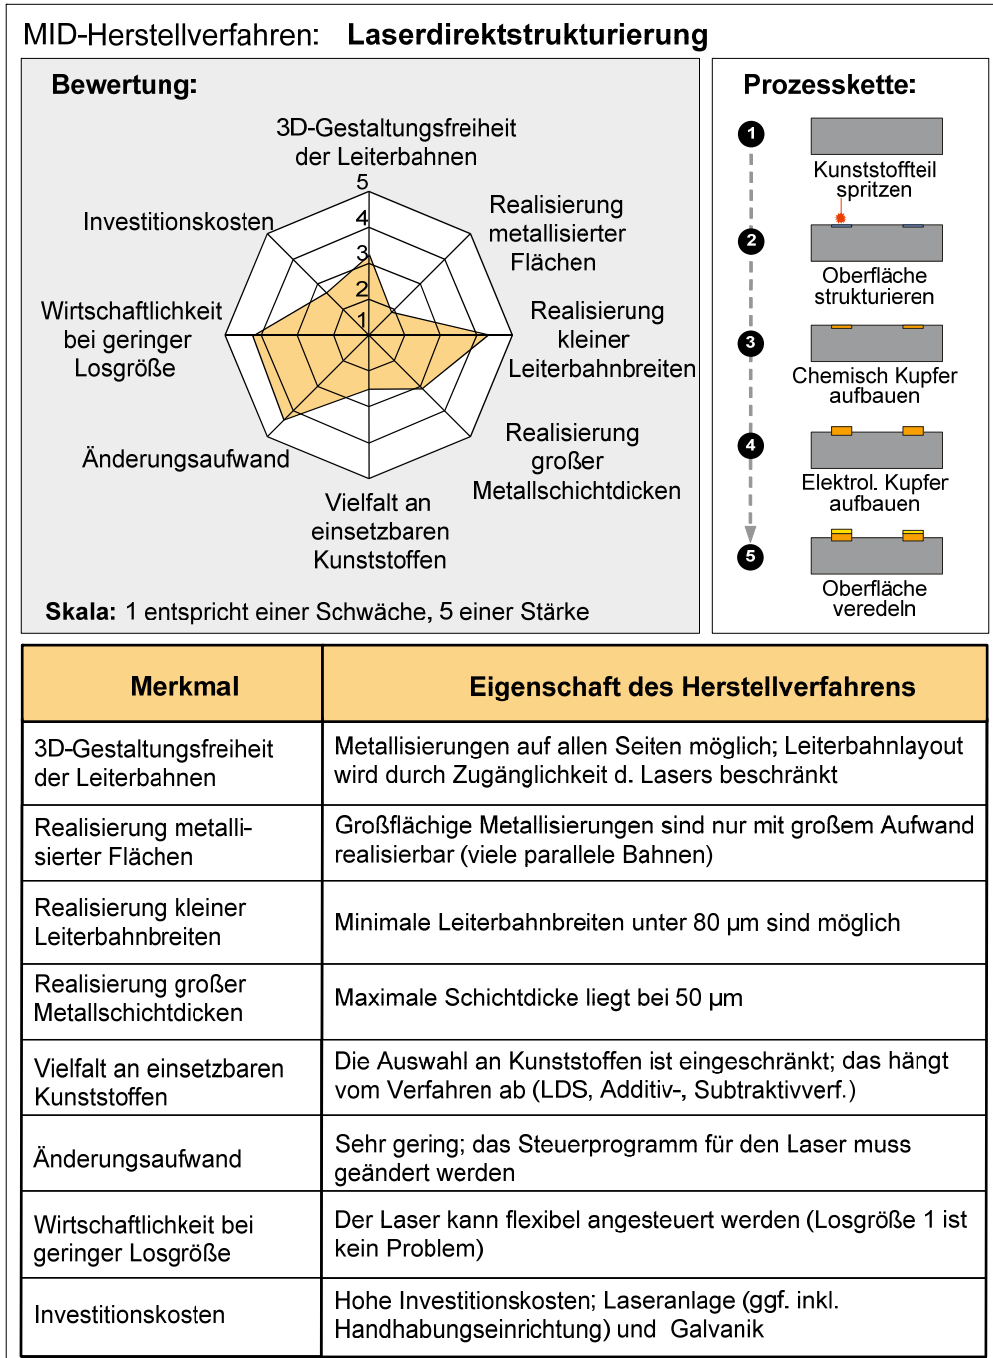 MID-Herstellverfahren: Laserdirektstrukturierung
Bewertung:
3D-Gestaltungsfreiheit
der Leiterbahnen
5
4
3
2
1
Realisierung
metallisierter
Flächen
Realisierung
kleiner
Leiterbahnbreiten
Realisierung
großer
Metallschichtdicken
Vielfalt an
einsetzbaren
Kunststoffen
Änderungsaufwand
Wirtschaftlichkeit
bei geringer
Losgröße
Investitionskosten
Skala: 1 entspricht einer Schwäche, 5 einer Stärke
Prozesskette:
1
Kunststoffteil
spritzen
2
Oberfläche
strukturieren
3
Chemisch Kupfer
aufbauen
4
Elektrol. Kupfer
aufbauen
5
Oberfläche
veredeln
Merkmal
Eigenschaft des Herstellverfahrens
3D-Gestaltungsfreiheit
der Leiterbahnen
Metallisierungen auf allen Seiten möglich; Leiterbahnlayout
wird durch Zugänglichkeit d. Lasers beschränkt
Realisierung metalli-
sierter Flächen
Großflächige Metallisierungen sind nur mit großem Aufwand
realisierbar (viele parallele Bahnen)
Realisierung kleiner
Leiterbahnbreiten
Minimale Leiterbahnbreiten unter 80 µm sind möglich
Realisierung großer
Metallschichtdicken
Maximale Schichtdicke liegt bei 50 µm
Vielfalt an einsetzbaren
Kunststoffen
Die Auswahl an Kunststoffen ist eingeschränkt; das hängt
vom Verfahren ab (LDS, Additiv-, Subtraktivverf.)
Änderungsaufwand
Sehr gering; das Steuerprogramm für den Laser muss
geändert werden
Wirtschaftlichkeit bei
geringer Losgröße
Der Laser kann flexibel angesteuert werden (Losgröße 1 ist
kein Problem)
Investitionskosten
Hohe Investitionskosten; Laseranlage (ggf. inkl.
Handhabungseinrichtung) und Galvanik